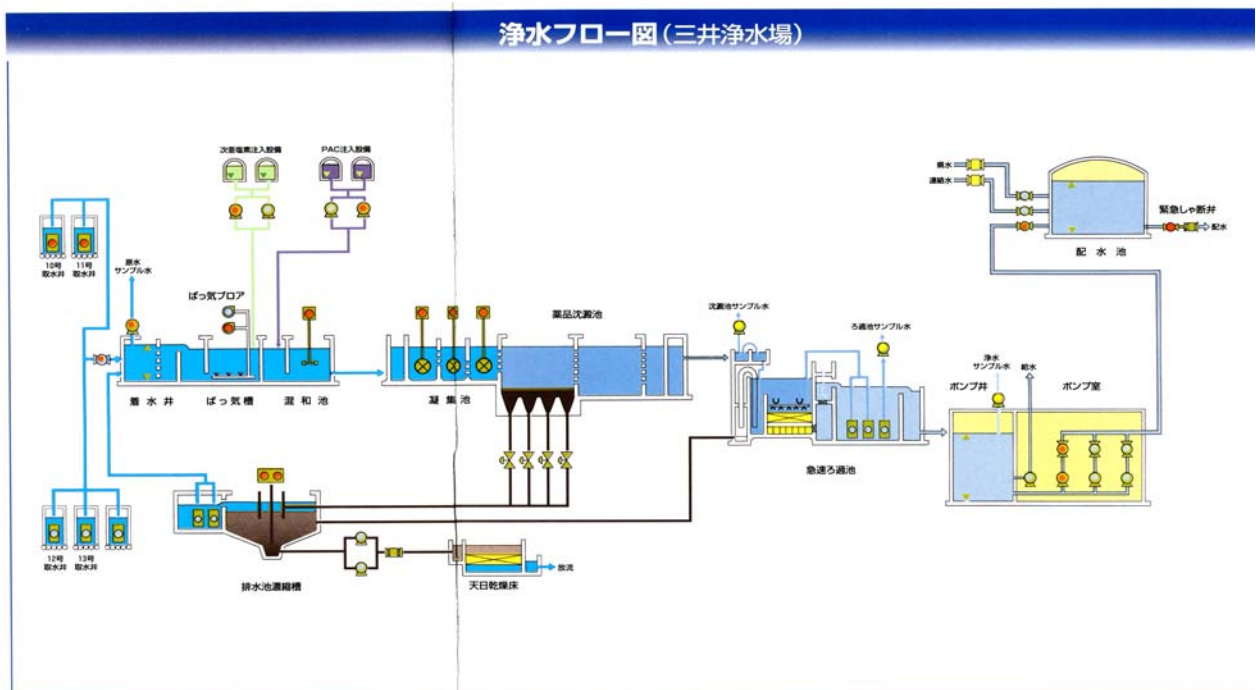 浄水フロー図(三井浄水場)
次亜塩素注入設備
PAC注入設備
10号
取水井
11号
取水井
原水
サンプル水
ばっ気ブロア
着水井
ばっ気槽
混和池
凝集池
薬品沈澱池
沈澱池サンプル水
ろ過池サンプル水
急速ろ過池
浄水
サンプル水
給水
ポンプ井
ポンプ室
県水
連絡水
配水池
緊急しゃ断弁
配水
12号
取水井
13号
取水井
排水池濃縮槽
天日乾燥床
放流